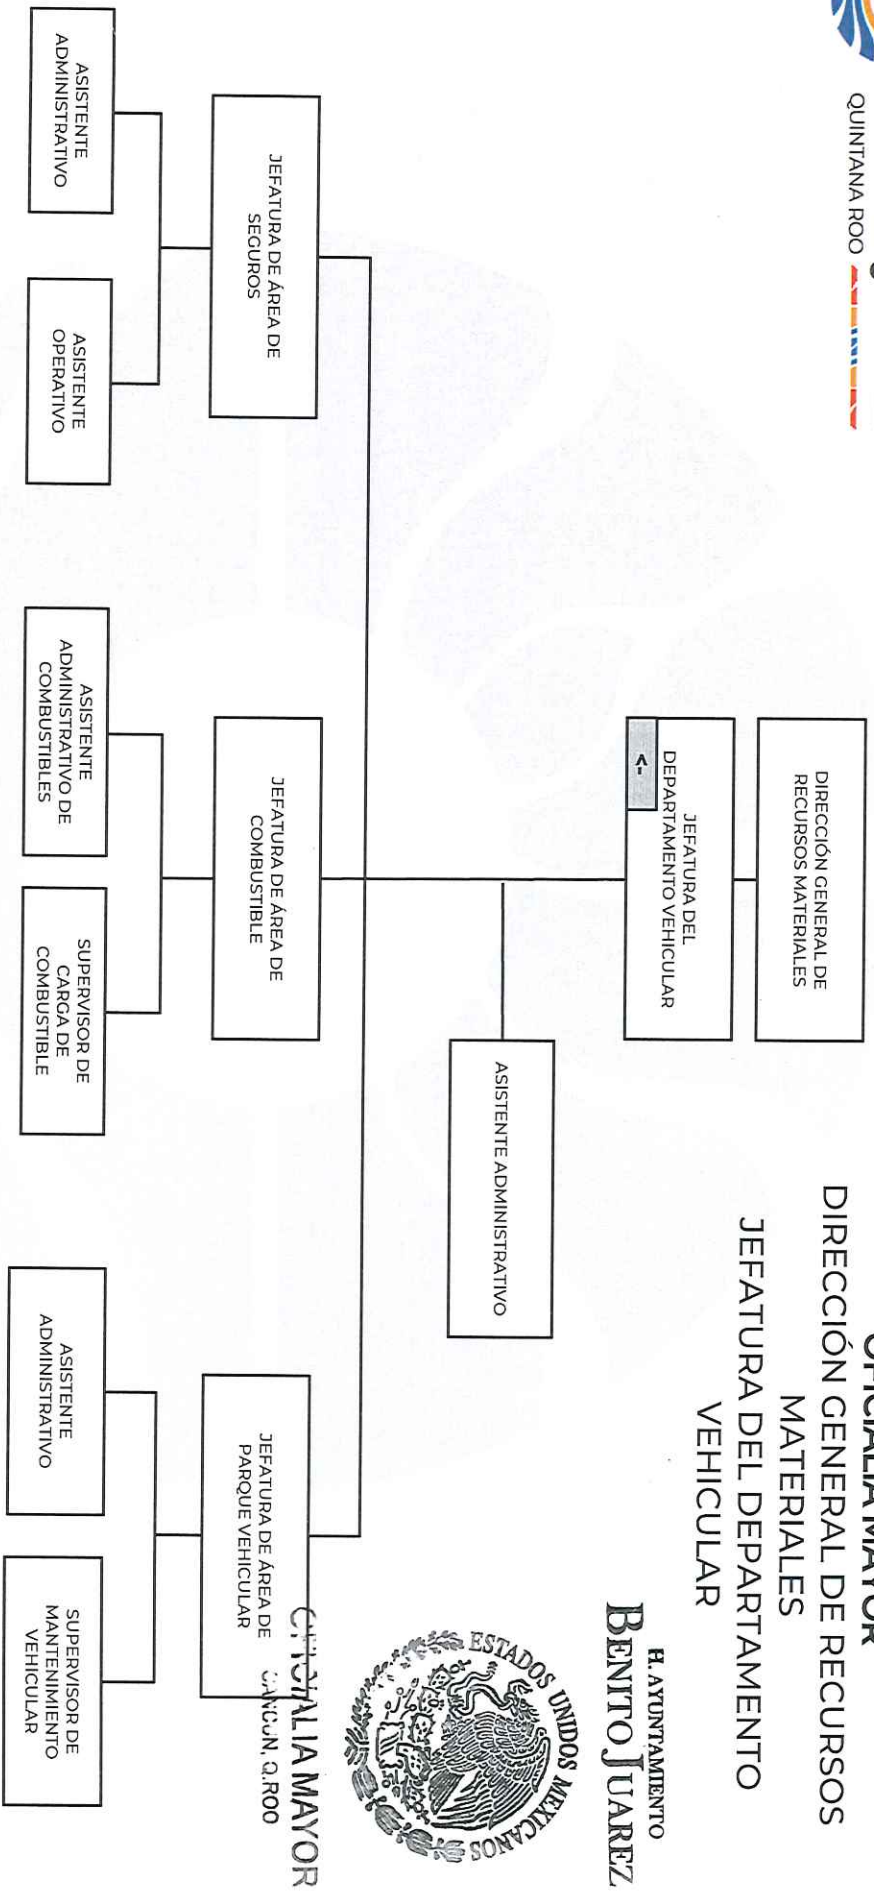 QUINTANA ROO
OFICIALÍA MAYOR
DIRECCIÓN GENERAL DE RECURSOS
MATERIALES
JEFATURA DEL DEPARTAMENTO
VEHICULAR
H. AYUNTAMIENTO
BENITO JUAREZ
ESTADOS UNIDOS MEXICANOS
OFICIALIA MAYOR
CANCUN, Q.ROO
DIRECCIÓN GENERAL DE
RECURSOS MATERIALES
JEFATURA DEL
DEPARTAMENTO VEHICULAR
<-
ASISTENTE ADMINISTRATIVO
JEFATURA DE ÁREA DE
SEGUROS
JEFATURA DE ÁREA DE
COMBUSTIBLE
JEFATURA DE ÁREA DE
PARQUE VEHICULAR
ASISTENTE
ADMINISTRATIVO
ASISTENTE
OPERATIVO
ASISTENTE
ADMINISTRATIVO DE
COMBUSTIBLES
SUPERVISOR DE
CARGA DE
COMBUSTIBLE
ASISTENTE
ADMINISTRATIVO
SUPERVISOR DE
MANTENIMIENTO
VEHICULAR